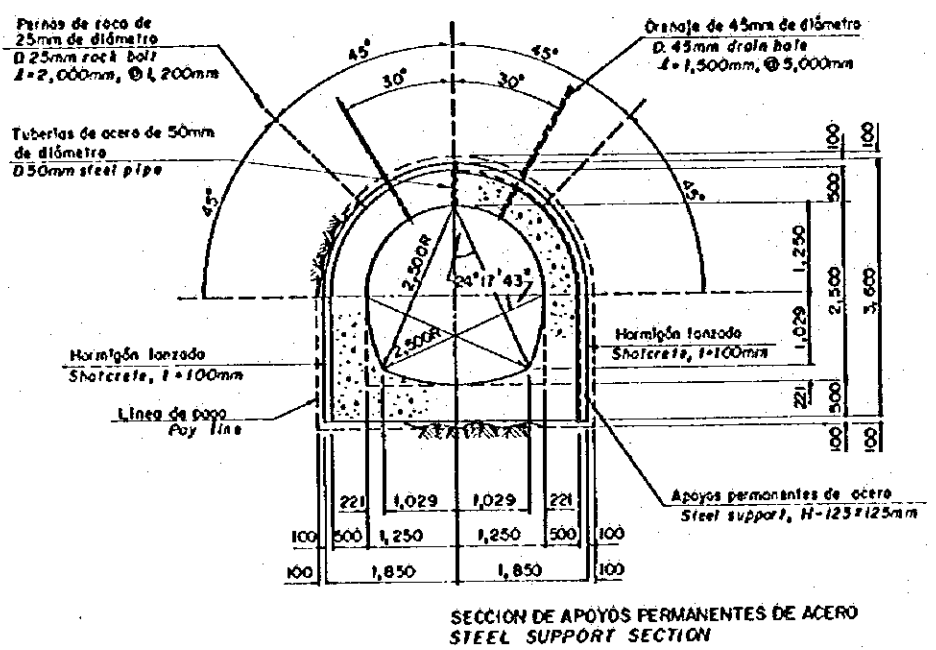 Pernos de roca de
25mm de diámetro
D.25mm rock bolt
ℓ=2,000mm, @1,200mm
Drenaje de 45mm de diámetro
D. 45mm drain hole
ℓ=1,500mm, @5,000mm
45°
45°
30°
30°
Tuberías de acero de 50mm
de diámetro
D.50mm steel pipe
45°
45°
100
100
500
1,250
2,500
3,600
1,029
221
500
100
100
2,500R
24°17'43"
2,500R
Hormigón lanzado
Shotcrete, t=100mm
Hormigón lanzado
Shotcrete, t=100mm
Línea de pago
Pay line
Apoyos permanentes de acero
Steel support, H-125*125mm
221 1,029 1,029 221
100 500 1,250 1,250 500 100
100 1,850 1,850 100
SECCION DE APOYOS PERMANENTES DE ACERO
STEEL SUPPORT SECTION